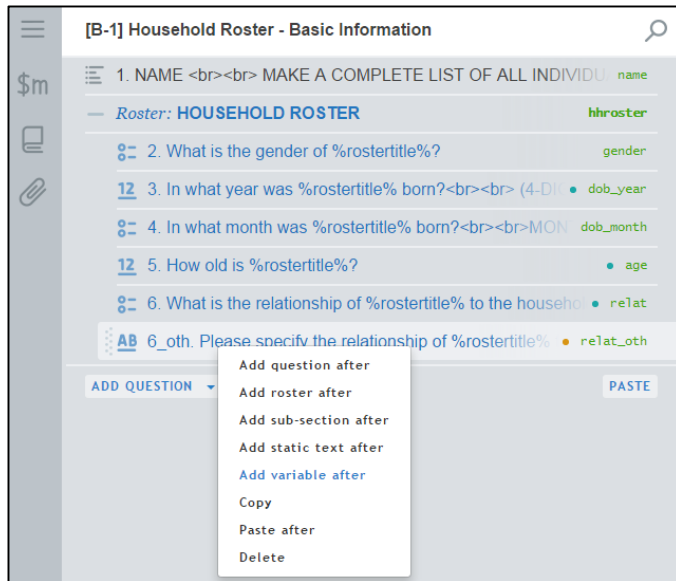 [B-1] Household Roster - Basic Information
$m
1. NAME <br><br> MAKE A COMPLETE LIST OF ALL INDIVIDU name
Roster: HOUSEHOLD ROSTER hhroster
2. What is the gender of %rostertitle%? gender
12 3. In what year was %rostertitle% born?<br><br> (4-DI dob_year
4. In what month was %rostertitle% born?<br><br>MON dob_month
12 5. How old is %rostertitle%? age
6. What is the relationship of %rostertitle% to the househo relat
AB 6_oth. Please specify the relationship of %rostertitle% relat_oth
ADD QUESTION PASTE
Add question after
Add roster after
Add sub-section after
Add static text after
Add variable after
Copy
Paste after
Delete